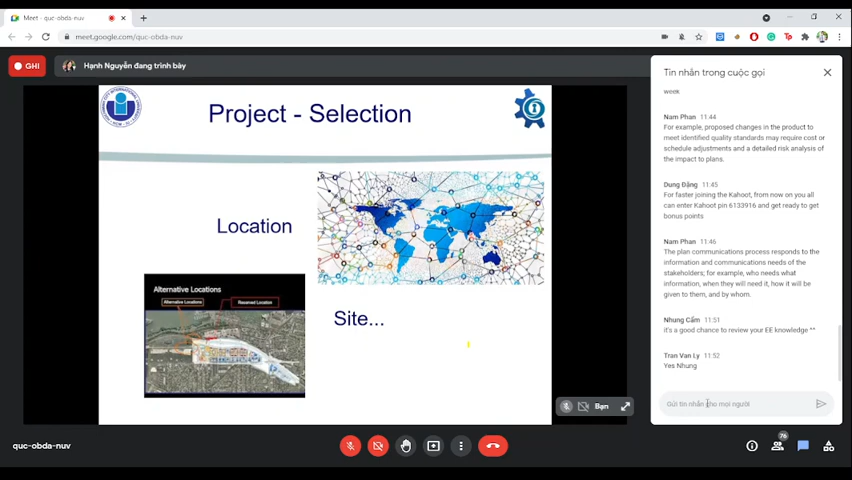 Meet - quc-obda-nuv
meet.google.com/quc-obda-nuv
GHI
Hạnh Nguyễn đang trình bày
Project - Selection
Location
Alternative Locations
Alternative Locations
Site...
Bạn
Tin nhắn trong cuộc gọi
week
Nam Phan 11:44
For example, proposed changes in the product to
meet identified quality standards may require cost or
schedule adjustments and a detailed risk analysis of
the impact to plans.
Dung Đặng 11:45
For faster joining the Kahoot, from now on you all
can enter Kahoot pin 6133916 and get ready to get
bonus points
Nam Phan 11:46
The plan communications process responds to the
information and communications needs of the
stakeholders; for example, who needs what
information, when they will need it, how it will be
given to them, and by whom.
Nhung Cẩm 11:51
it's a good chance to review your EE knowledge ^^
Tran Van Ly 11:52
Yes Nhung
Gửi tin nhắn cho mọi người
quc-obda-nuv
76